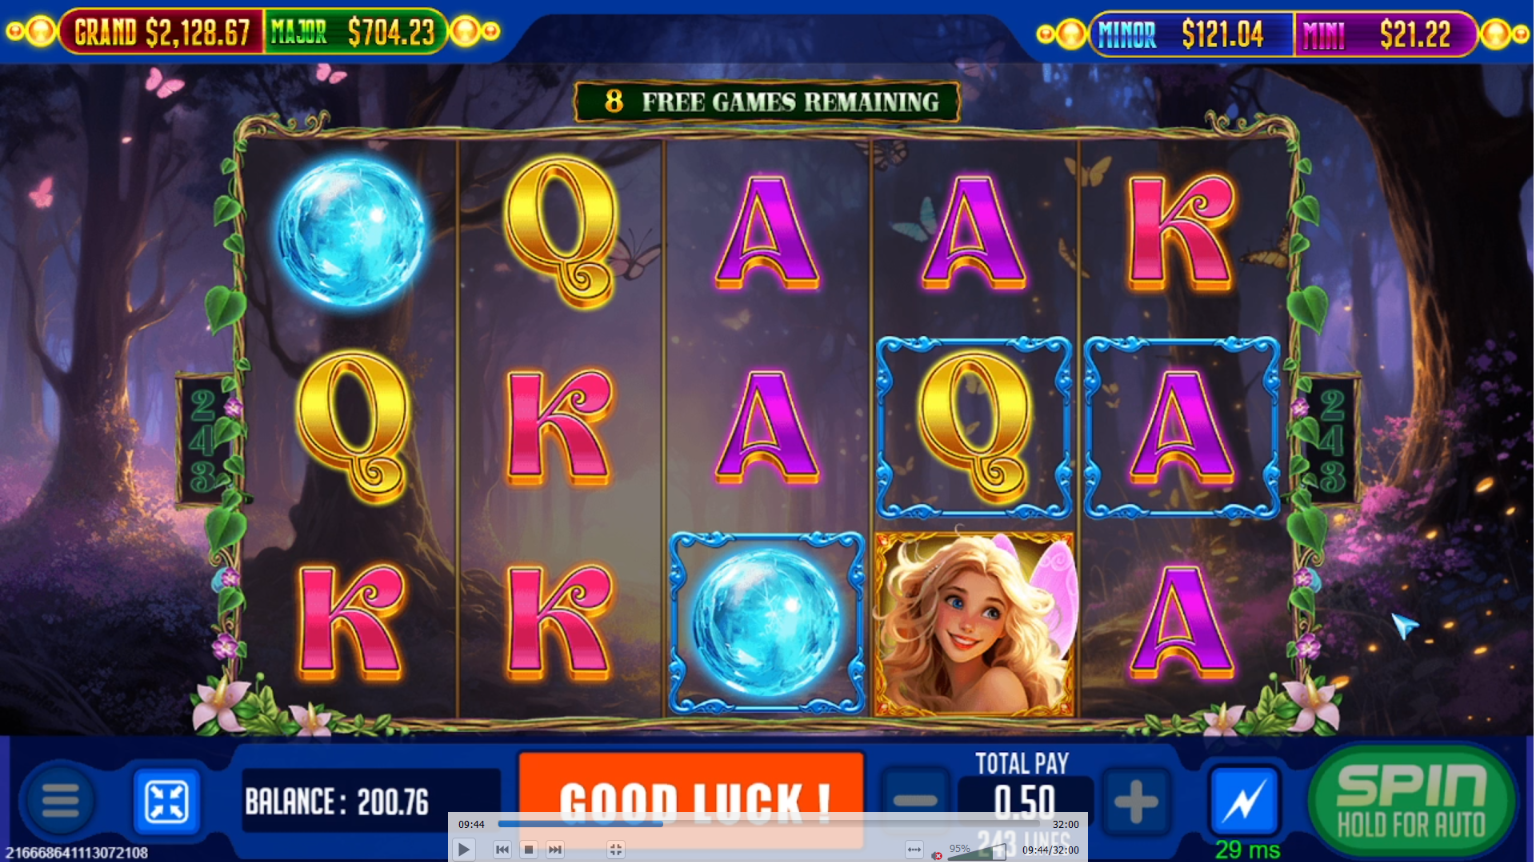 GRAND $2,128.67 MAJOR $704.23 MINOR $121.04 MINI $21.22
8 FREE GAMES REMAINING
Q A A K
Q K A Q A
K K A
243 243
TOTAL PAY
BALANCE: 200.76 GOOD LUCK! 0.50 SPIN
HOLD FOR AUTO
243 LINES
09:44 32:00
95% 09:44/32:00
216668641113072108 29 ms